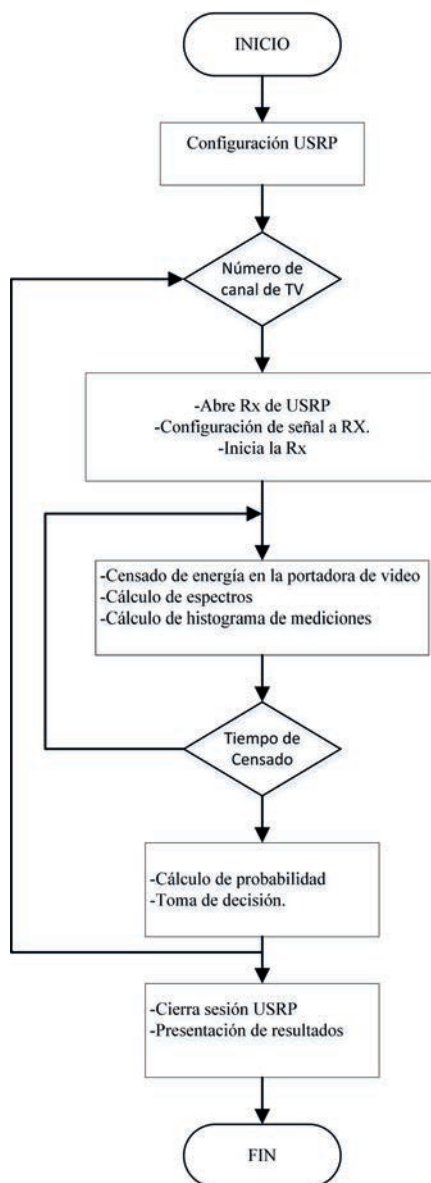 INICIO
Configuración USRP
Número de
canal de TV
-Abre Rx de USRP
-Configuración de señal a RX.
-Inicia la Rx
-Censado de energía en la portadora de video
-Cálculo de espectros
-Cálculo de histograma de mediciones
Tiempo de
Censado
-Cálculo de probabilidad
-Toma de decisión.
-Cierra sesión USRP
-Presentación de resultados
FIN